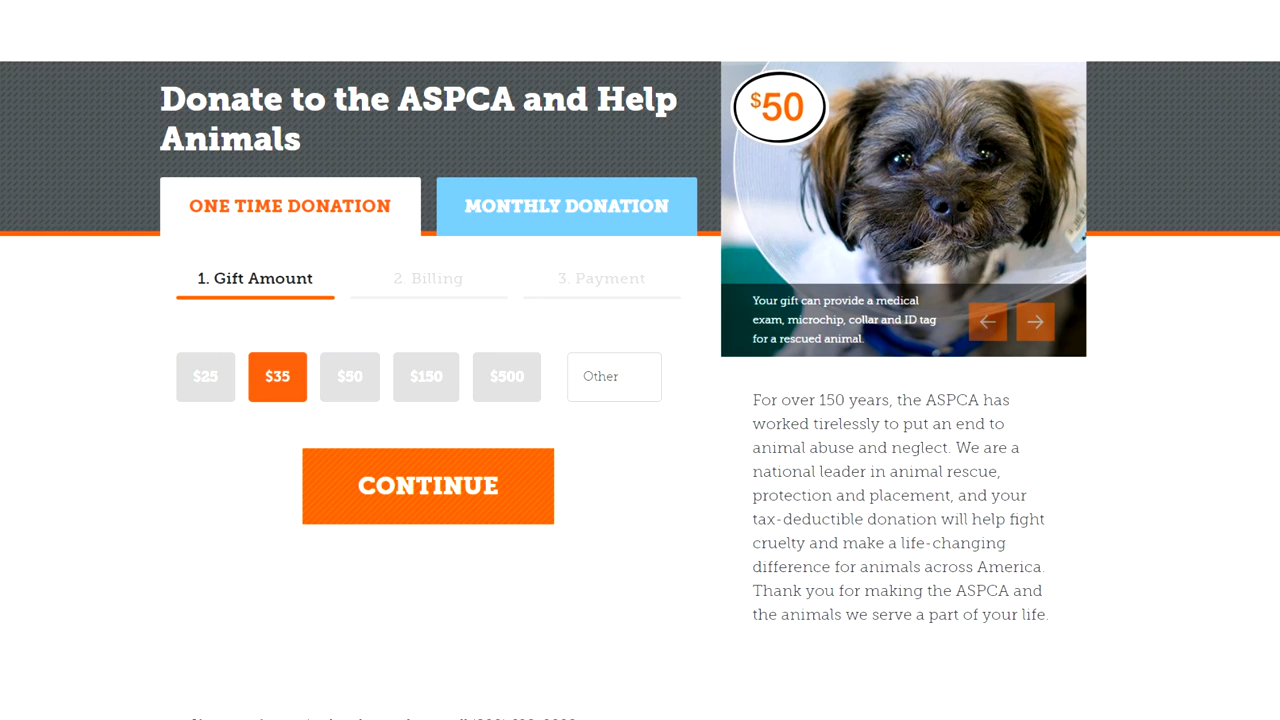 Donate to the ASPCA and Help
Animals
ONE TIME DONATION
MONTHLY DONATION
1. Gift Amount
2. Billing
3. Payment
$25
$35
$50
$150
$500
Other
CONTINUE
$50
Your gift can provide a medical
exam, microchip, collar and ID tag
for a rescued animal.
For over 150 years, the ASPCA has
worked tirelessly to put an end to
animal abuse and neglect. We are a
national leader in animal rescue,
protection and placement, and your
tax-deductible donation will help fight
cruelty and make a life-changing
difference for animals across America.
Thank you for making the ASPCA and
the animals we serve a part of your life.